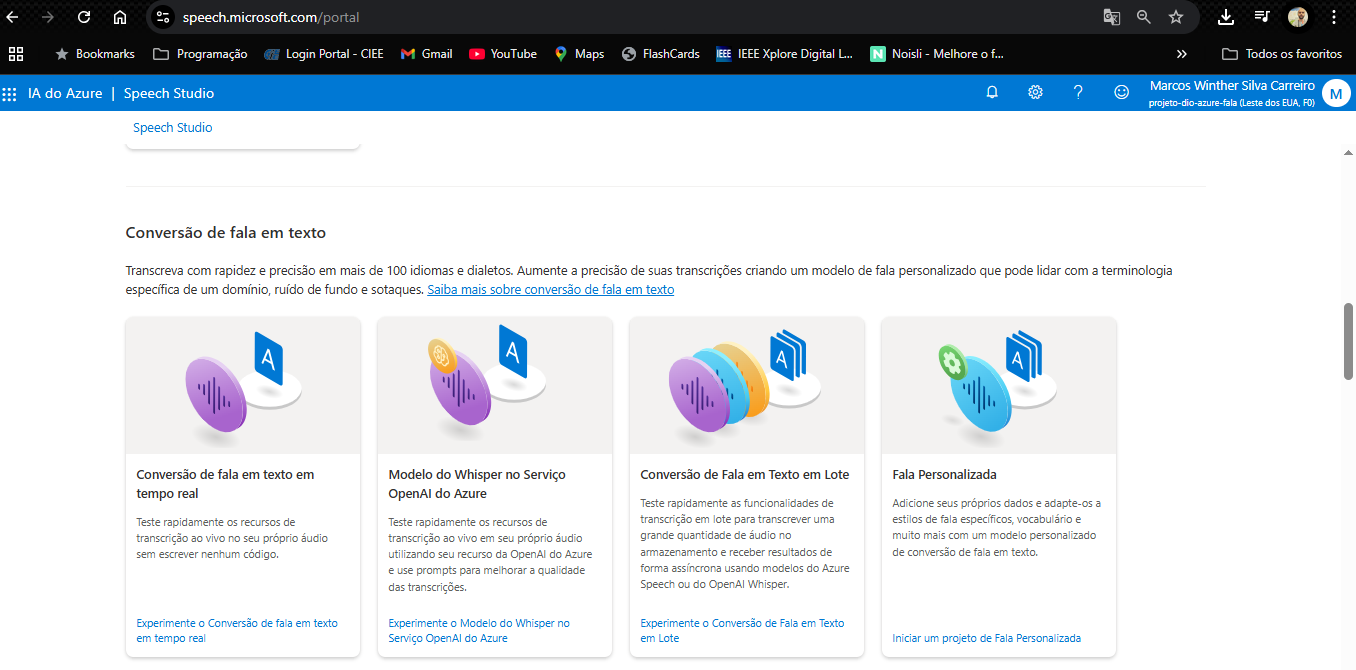 speech.microsoft.com/portal
Bookmarks
Programação
Login Portal - CIEE
Gmail
YouTube
Maps
FlashCards
IEEE
IEEE Xplore Digital L...
N
Noisli - Melhore o f...
»
Todos os favoritos
IA do Azure | Speech Studio
?
Marcos Winther Silva Carreiro
projeto-dio-azure-fala (Leste dos EUA, F0)
M
Speech Studio
Conversão de fala em texto
Transcreva com rapidez e precisão em mais de 100 idiomas e dialetos. Aumente a precisão de suas transcrições criando um modelo de fala personalizado que pode lidar com a terminologia
específica de um domínio, ruído de fundo e sotaques. Saiba mais sobre conversão de fala em texto
A
Conversão de fala em texto em
tempo real
Teste rapidamente os recursos de
transcrição ao vivo no seu próprio áudio
sem escrever nenhum código.
Experimente o Conversão de fala em texto
em tempo real
A
Modelo do Whisper no Serviço
OpenAI do Azure
Teste rapidamente os recursos de
transcrição ao vivo em seu próprio áudio
utilizando seu recurso da OpenAI do Azure
e use prompts para melhorar a qualidade
das transcrições.
Experimente o Modelo do Whisper no
Serviço OpenAI do Azure
A
Conversão de Fala em Texto em Lote
Teste rapidamente as funcionalidades de
transcrição em lote para transcrever uma
grande quantidade de áudio no
armazenamento e receber resultados de
forma assíncrona usando modelos do Azure
Speech ou do OpenAI Whisper.
Experimente o Conversão de Fala em Texto
em Lote
A
Fala Personalizada
Adicione seus próprios dados e adapte-os a
estilos de fala específicos, vocabulário e
muito mais com um modelo personalizado
de conversão de fala em texto.
Iniciar um projeto de Fala Personalizada